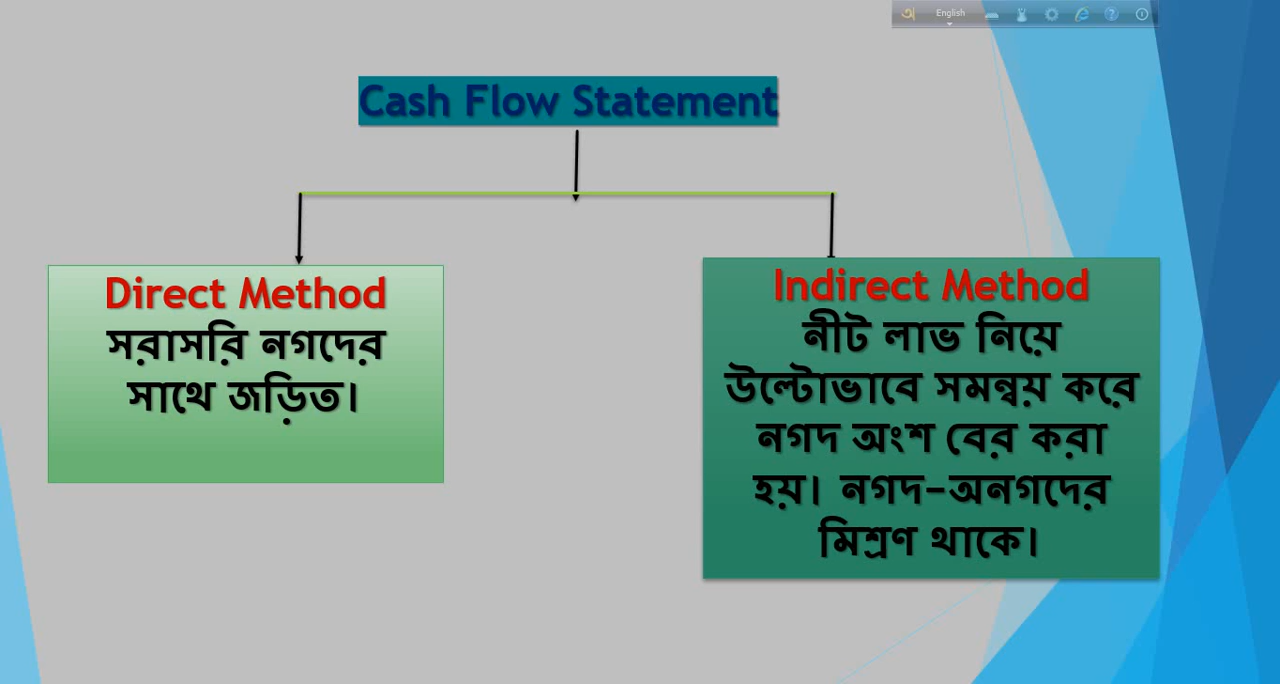 অ English
Cash Flow Statement
Direct Method
সরাসরি নগদের
সাথে জড়িত।
Indirect Method
নীট লাভ নিয়ে
উল্টোভাবে সমন্বয় করে
নগদ অংশ বের করা
হয়। নগদ-অনগদের
মিশ্রণ থাকে।